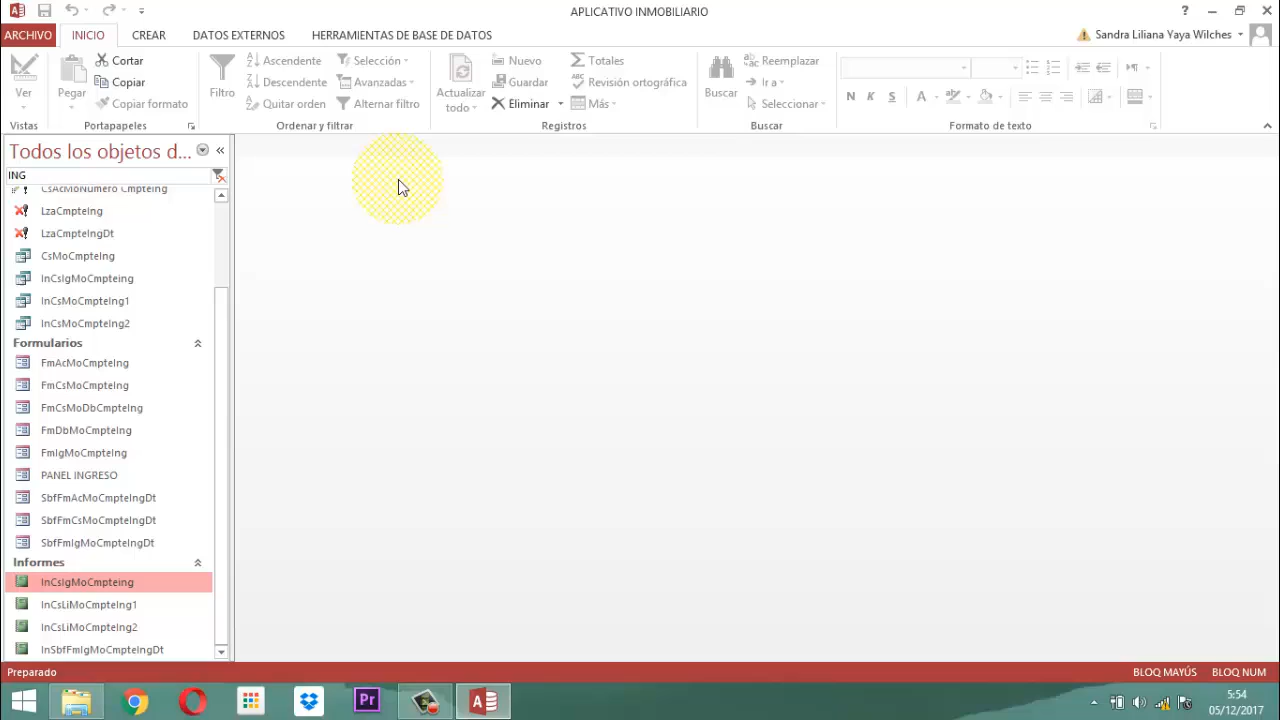 APLICATIVO INMOBILIARIO
?
ARCHIVO INICIO CREAR DATOS EXTERNOS HERRAMIENTAS DE BASE DE DATOS
Sandra Liliana Yaya Wilches
Ver
Vistas
Pegar
Cortar
Copiar
Copiar formato
Portapapeles
Filtro
Ascendente
Descendente
Quitar orden
Selección
Avanzadas
Alternar filtro
Ordenar y filtrar
Actualizar
todo
Nuevo
Guardar
Eliminar
Totales
Revisión ortográfica
Más
Registros
Buscar
Reemplazar
Ir a
Seleccionar
Buscar
N K S A
Formato de texto
Todos los objetos d...
ING
CsAcMoNumero CmpteIng
LzaCmpteIng
LzaCmpteIngDt
CsMoCmpteIng
InCsIgMoCmpteIng
InCsMoCmpteIng1
InCsMoCmpteIng2
Formularios
FmAcMoCmpteIng
FmCsMoCmpteIng
FmCsMoDbCmpteIng
FmDbMoCmpteIng
FmIgMoCmpteIng
PANEL INGRESO
SbfFmAcMoCmpteIngDt
SbfFmCsMoCmpteIngDt
SbfFmIgMoCmpteIngDt
Informes
InCsIgMoCmpteing
InCsLiMoCmpteIng1
InCsLiMoCmpteIng2
InSbfFmIgMoCmpteIngDt
Preparado
BLOQ MAYÚS BLOQ NUM
Pr
5:54
05/12/2017